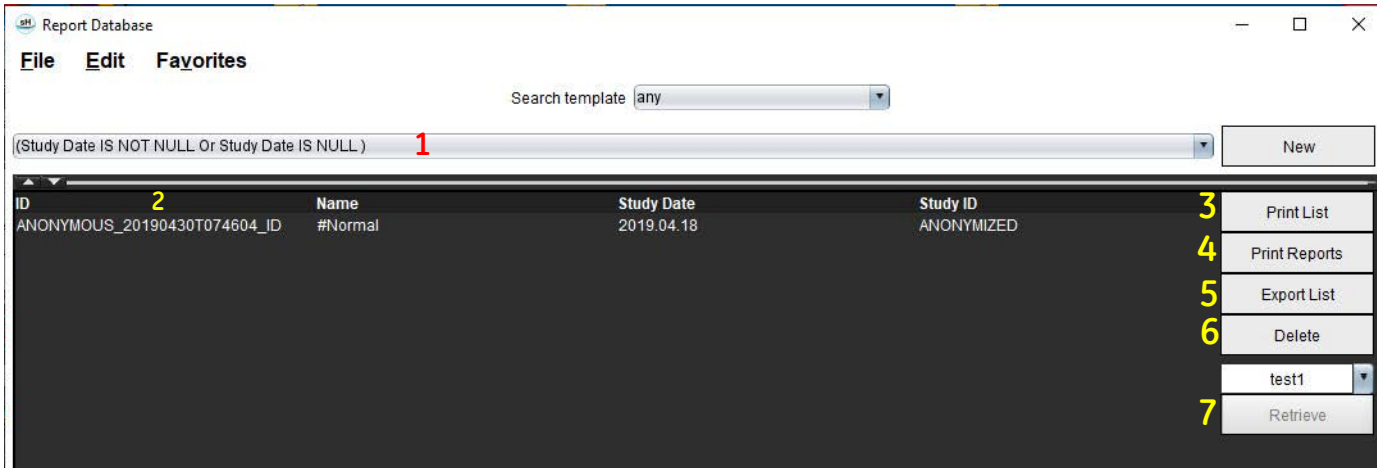 sH Report Database
File Edit Favorites
Search template any
(Study Date IS NOT NULL Or Study Date IS NULL ) 1 New
ID 2 Name Study Date Study ID 3 Print List
ANONYMOUS_20190430T074604_ID #Normal 2019.04.18 ANONYMIZED
4 Print Reports
5 Export List
6 Delete
test1
7 Retrieve